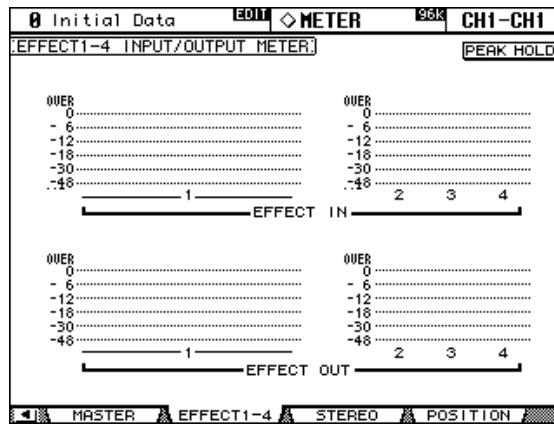 0 Initial Data EDIT ◇METER 96k CH1-CH1
EFFECT1-4 INPUT/OUTPUT METER PEAK HOLD
OVER OVER
0 0
- 6 - 6
-12 -12
-18 -18
-30 -30
-48 -48
1 2 3 4
EFFECT IN
OVER OVER
0 0
- 6 - 6
-12 -12
-18 -18
-30 -30
-48 -48
1 2 3 4
EFFECT OUT
MASTER EFFECT1-4 STEREO POSITION